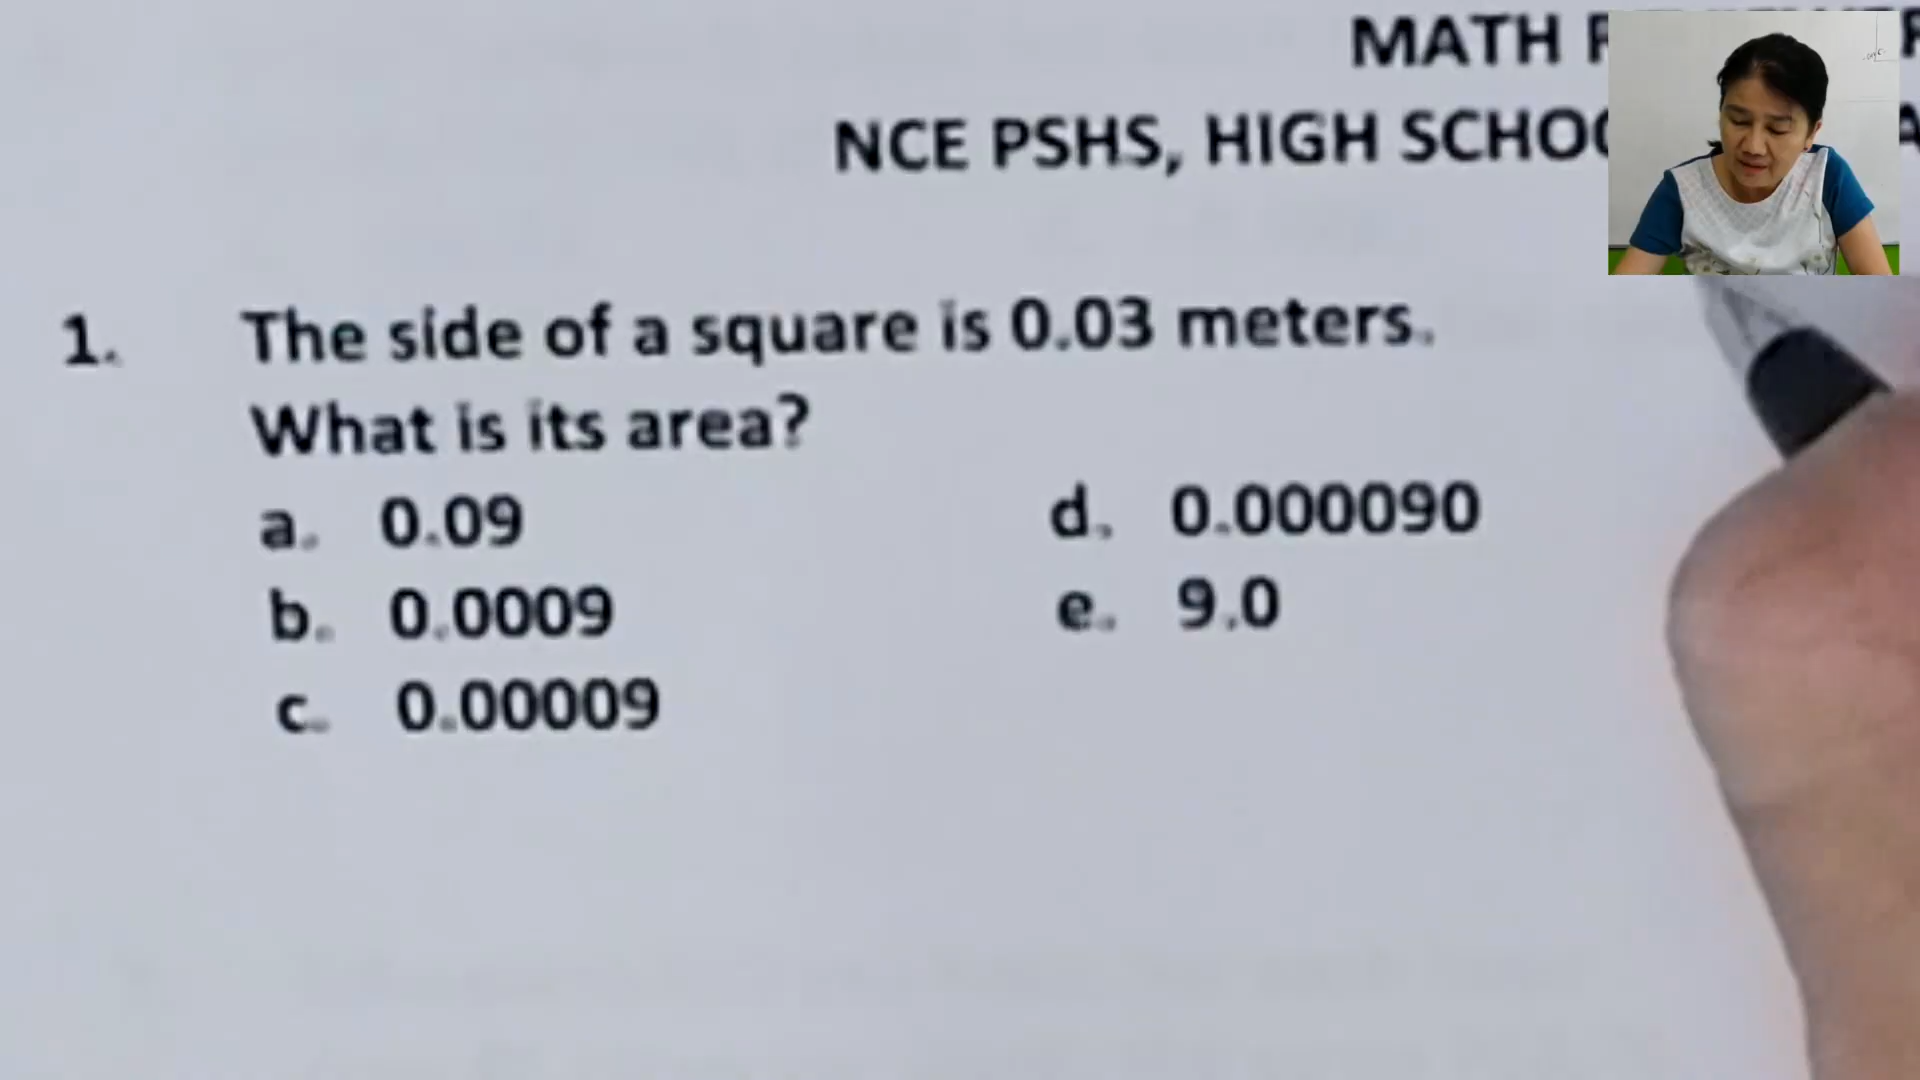 MATH
NCE PSHS, HIGH
1. The side of a square is 0.03 meters.
What is its area?
a. 0.09
b. 0.0009
c. 0.00009
d. 0.000090
e. 9.0